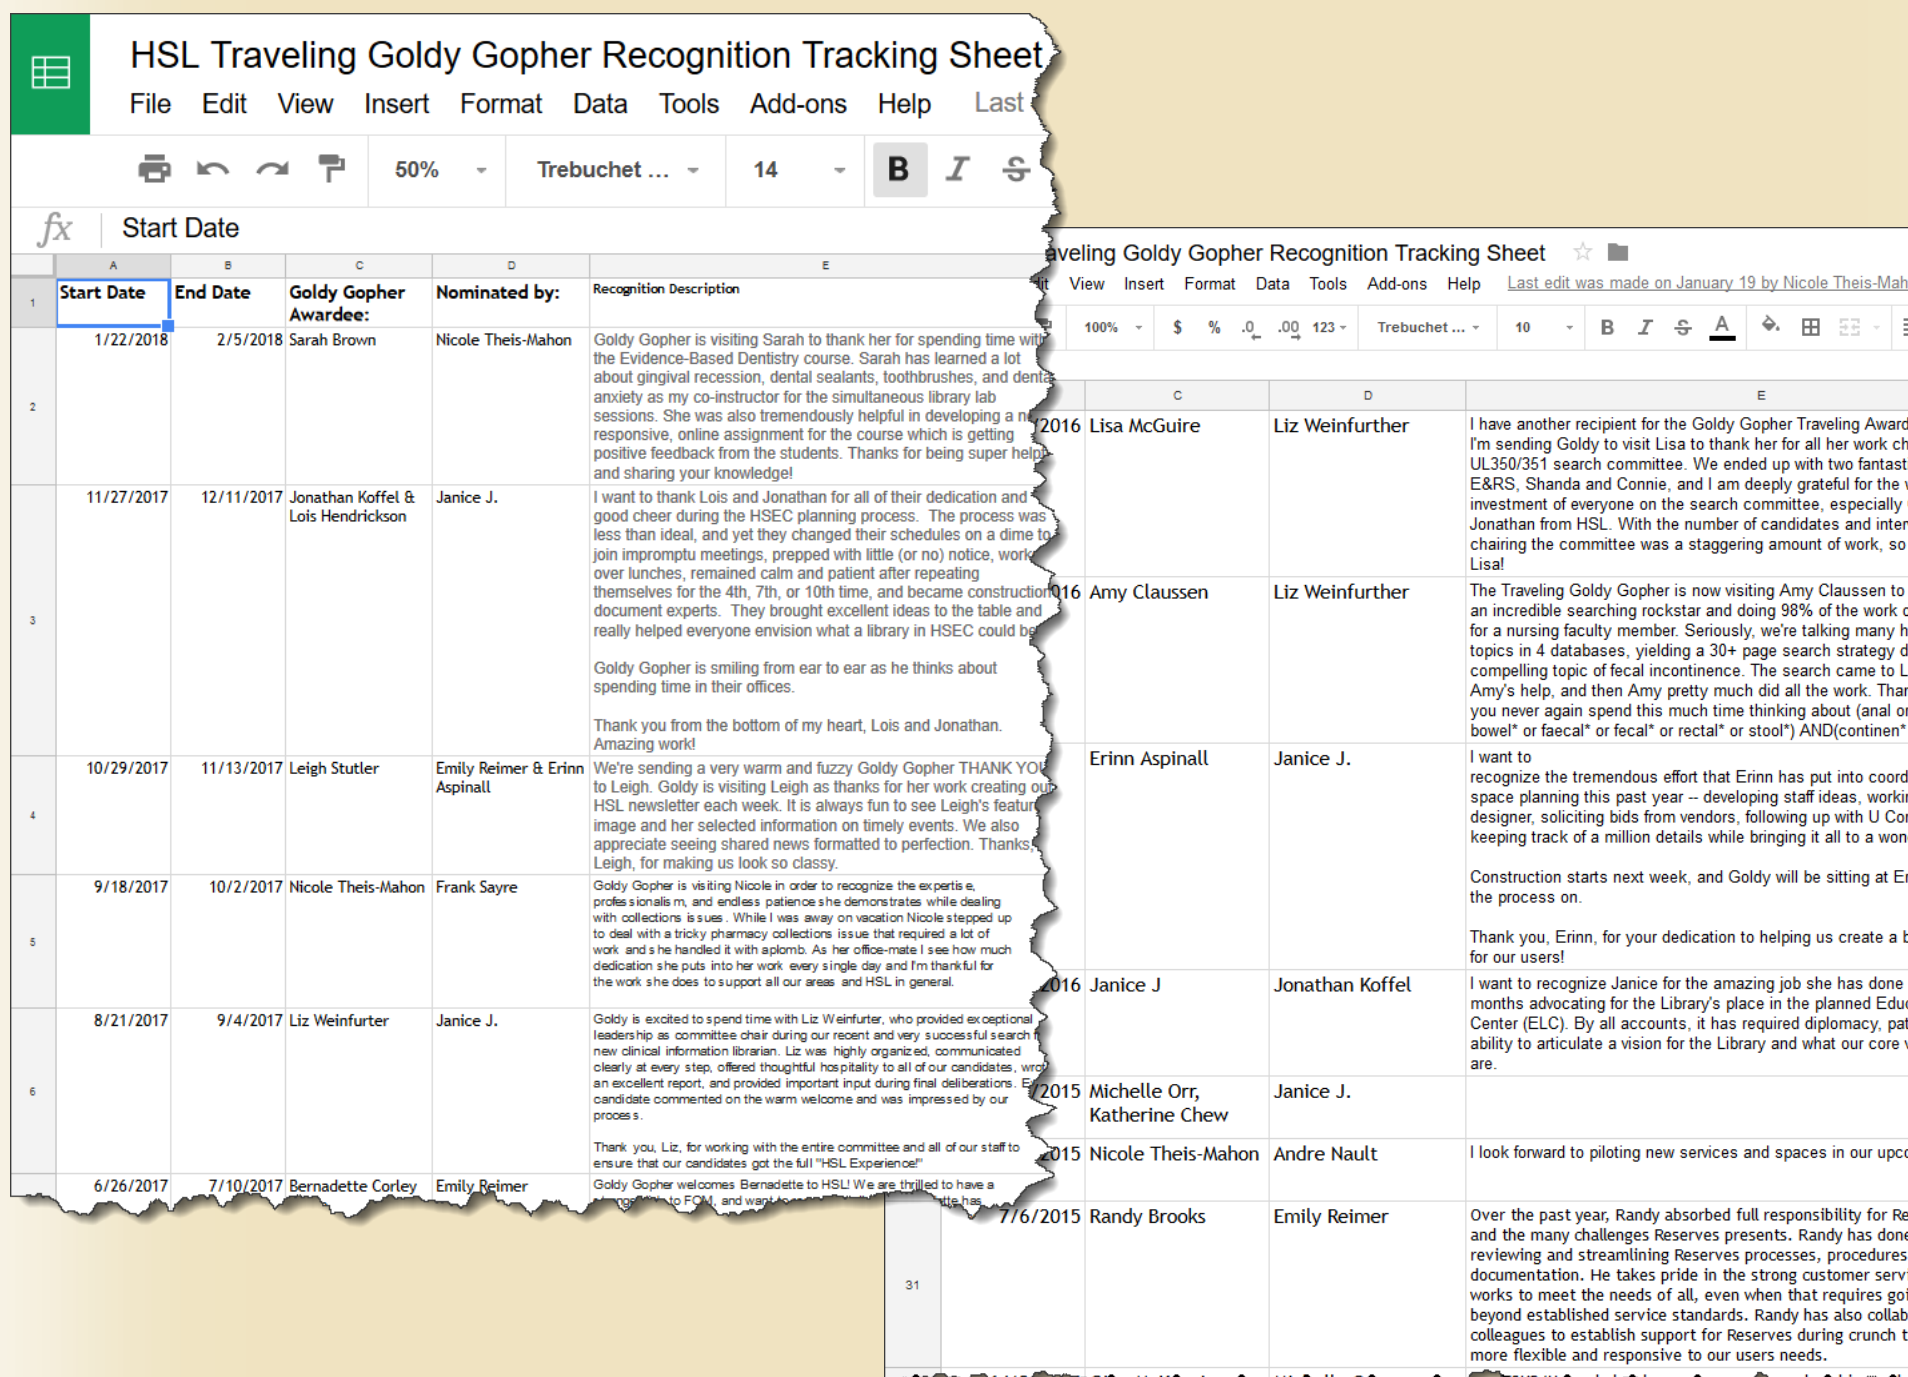 HSL Traveling Goldy Gopher Recognition Tracking Sheet
File Edit View Insert Format Data Tools Add-ons Help Last
50% Trebuchet ... 14 B I S
fx Start Date
A B C D E
1 Start Date End Date Goldy Gopher Awardee: Nominated by: Recognition Description
2 1/22/2018 2/5/2018 Sarah Brown Nicole Theis-Mahon
Goldy Gopher is visiting Sarah to thank her for spending time with
the Evidence-Based Dentistry course. Sarah has learned a lot
about gingival recession, dental sealants, toothbrushes, and
anxiety as my co-instructor for the simultaneous library lab
sessions. She was also tremendously helpful in developing a
responsive, online assignment for the course which is getting
positive feedback from the students. Thanks for being super
and sharing your knowledge!
3 11/27/2017 12/11/2017 Jonathan Koffel & Lois Hendrickson Janice J.
I want to thank Lois and Jonathan for all of their dedication and
good cheer during the HSEC planning process. The process was
less than ideal, and yet they changed their schedules on a dime to
join impromptu meetings, prepped with little (or no) notice,
over lunches, remained calm and patient after repeating
themselves for the 4th, 7th, or 10th time, and became construction
document experts. They brought excellent ideas to the table and
really helped everyone envision what a library in HSEC could be
Goldy Gopher is smiling from ear to ear as he thinks about
spending time in their offices.
Thank you from the bottom of my heart, Lois and Jonathan.
Amazing work!
4 10/29/2017 11/13/2017 Leigh Stutler Emily Reimer & Erinn Aspinall
We're sending a very warm and fuzzy Goldy Gopher THANK YOU
to Leigh. Goldy is visiting Leigh as thanks for her work creating
HSL newsletter each week. It is always fun to see Leigh's
image and her selected information on timely events. We also
appreciate seeing shared news formatted to perfection. Thanks,
Leigh, for making us look so classy.
5 9/18/2017 10/2/2017 Nicole Theis-Mahon Frank Sayre
Goldy Gopher is visiting Nicole in order to recognize the expertise,
professionalism, and endless patience she demonstrates while dealing
with collections issues. While I was away on vacation Nicole stepped up
to deal with a tricky pharmacy collections issue that required a lot of
work and she handled it with aplomb. As her office-mate I see how much
dedication she puts into her work every single day and I'm thankful for
the work she does to support all our areas and HSL in general.
6 8/21/2017 9/4/2017 Liz Weinfurter Janice J.
Goldy is excited to spend time with Liz Weinfurter, who provided exceptional
leadership as committee chair during our recent and very successful search
new clinical information librarian. Liz was highly organized, communicated
clearly at every step, offered thoughtful hospitality to all of our candidates,
an excellent report, and provided important input during final deliberations.
candidate commented on the warm welcome and was impressed by our
process.
Thank you, Liz, for working with the entire committee and all of our staff to
ensure that our candidates got the full "HSL Experience!"
6/26/2017 7/10/2017 Bernadette Corley Emily Reimer
Goldy Gopher welcomes Bernadette to HSL! We are thrilled to have a
to FOM, and want has
aveling Goldy Gopher Recognition Tracking Sheet
View Insert Format Data Tools Add-ons Help Last edit was made on January 19 by Nicole Theis-Mah
100% $ % .0 .00 123 Trebuchet ... 10 B I S A
C D E
/2016 Lisa McGuire Liz Weinfurther
I have another recipient for the Goldy Gopher Traveling Award
I'm sending Goldy to visit Lisa to thank her for all her work ch
UL350/351 search committee. We ended up with two fantast
E&RS, Shanda and Connie, and I am deeply grateful for the
investment of everyone on the search committee, especially
Jonathan from HSL. With the number of candidates and inter
chairing the committee was a staggering amount of work, so
Lisa!
016 Amy Claussen Liz Weinfurther
The Traveling Goldy Gopher is now visiting Amy Claussen to
an incredible searching rockstar and doing 98% of the work
for a nursing faculty member. Seriously, we're talking many h
topics in 4 databases, yielding a 30+ page search strategy d
compelling topic of fecal incontinence. The search came to L
Amy's help, and then Amy pretty much did all the work. Than
you never again spend this much time thinking about (anal or
bowel* or faecal* or fecal* or rectal* or stool*) AND(continen*
Erinn Aspinall Janice J.
I want to
recognize the tremendous effort that Erinn has put into coord
space planning this past year -- developing staff ideas, workin
designer, soliciting bids from vendors, following up with U Con
keeping track of a million details while bringing it all to a won
Construction starts next week, and Goldy will be sitting at Er
the process on.
Thank you, Erinn, for your dedication to helping us create a b
for our users!
2016 Janice J Jonathan Koffel
I want to recognize Janice for the amazing job she has done
months advocating for the Library's place in the planned Educ
Center (ELC). By all accounts, it has required diplomacy, pat
ability to articulate a vision for the Library and what our core v
are.
/2015 Michelle Orr, Katherine Chew Janice J.
2015 Nicole Theis-Mahon Andre Nault
I look forward to piloting new services and spaces in our upco
31 7/6/2015 Randy Brooks Emily Reimer
Over the past year, Randy absorbed full responsibility for Re
and the many challenges Reserves presents. Randy has done
reviewing and streamlining Reserves processes, procedures
documentation. He takes pride in the strong customer servi
works to meet the needs of all, even when that requires goi
beyond established service standards. Randy has also collab
colleagues to establish support for Reserves during crunch t
more flexible and responsive to our users needs.